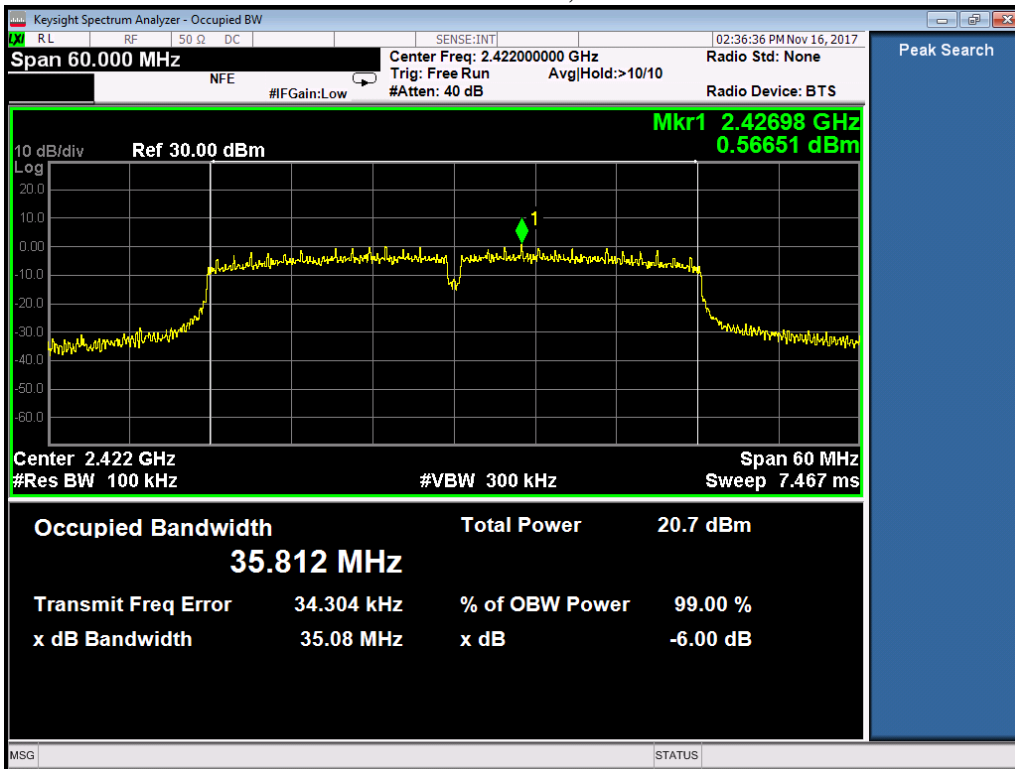 Keysight Spectrum Analyzer - Occupied BW
LXI RL RF 50 Ω DC SENSE:INT 02:36:36 PM Nov 16, 2017
Span 60.000 MHz Center Freq: 2.422000000 GHz Radio Std: None
NFE Trig: Free Run Avg|Hold:>10/10
#IFGain:Low #Atten: 40 dB Radio Device: BTS
Peak Search
Mkr1 2.42698 GHz
10 dB/div Ref 30.00 dBm 0.56651 dBm
Log
20.0
10.0
1
0.00
-10.0
-20.0
-30.0
-40.0
-50.0
-60.0
Center 2.422 GHz Span 60 MHz
#Res BW 100 kHz #VBW 300 kHz Sweep 7.467 ms
Occupied Bandwidth Total Power 20.7 dBm
35.812 MHz
Transmit Freq Error 34.304 kHz % of OBW Power 99.00 %
x dB Bandwidth 35.08 MHz x dB -6.00 dB
MSG STATUS